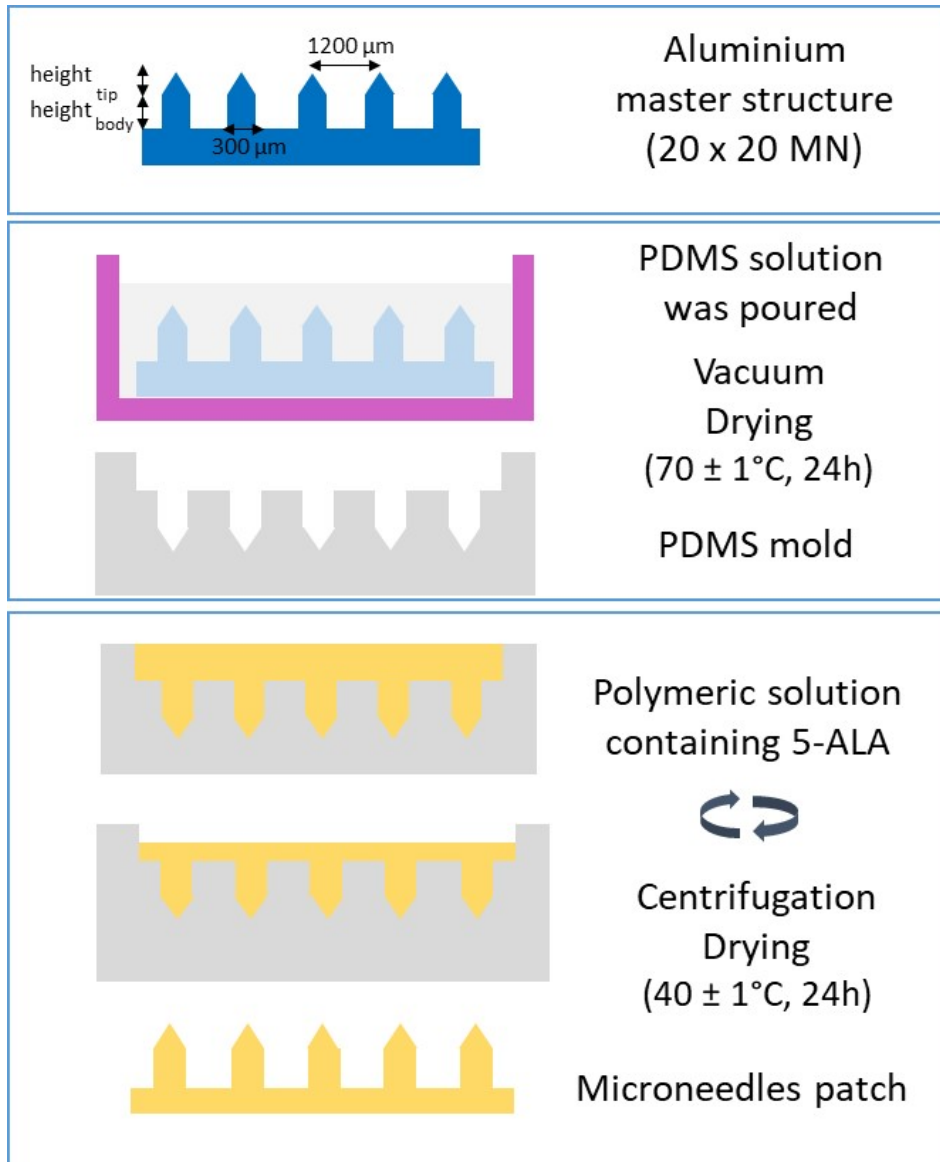 1200 µm
height
tip
height
body
300 µm
Aluminium
master structure
(20 x 20 MN)
PDMS solution
was poured
Vacuum
Drying
(70 ± 1°C, 24h)
PDMS mold
Polymeric solution
containing 5-ALA
Centrifugation
Drying
(40 ± 1°C, 24h)
Microneedles patch